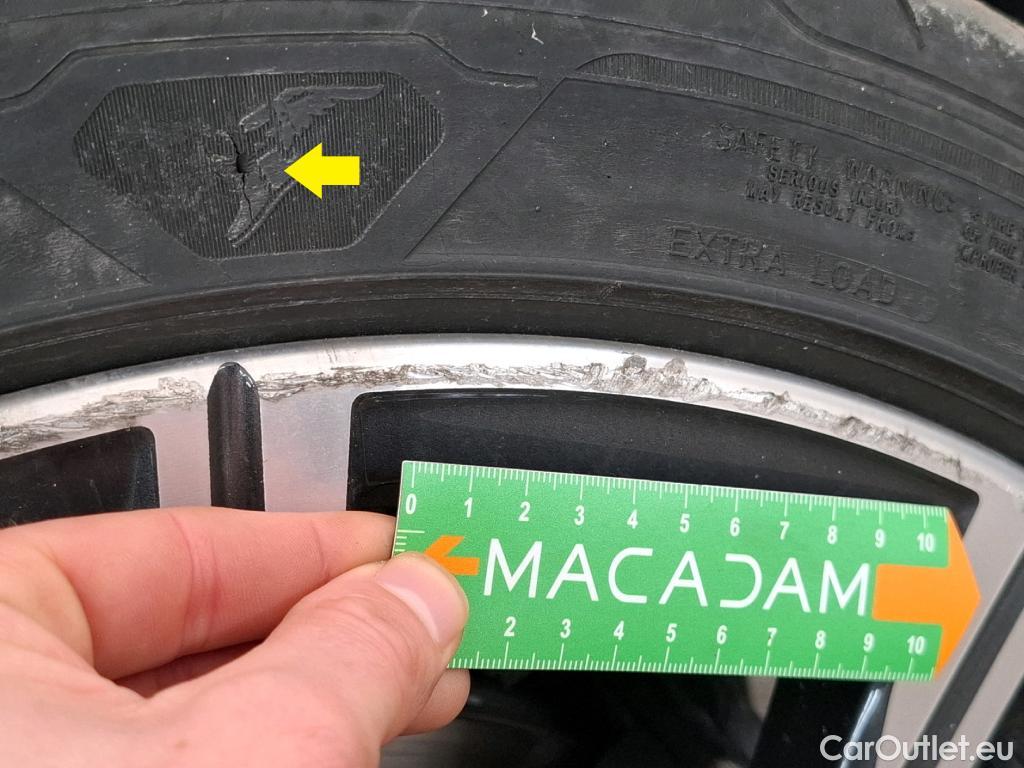 SAFETY WARNING
SERIOUS INJURY
MAY RESULT FROM:
EXTRA LOAD
0 1 2 3 4 5 6 7 8 9 10
MACADAM
2 3 4 5 6 7 8 9 10
CarOutlet.eu